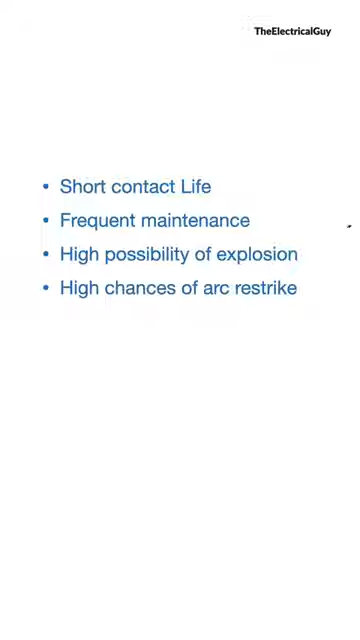 TheElectricalGuy
• Short contact Life
• Frequent maintenance
• High possibility of explosion
• High chances of arc restrike